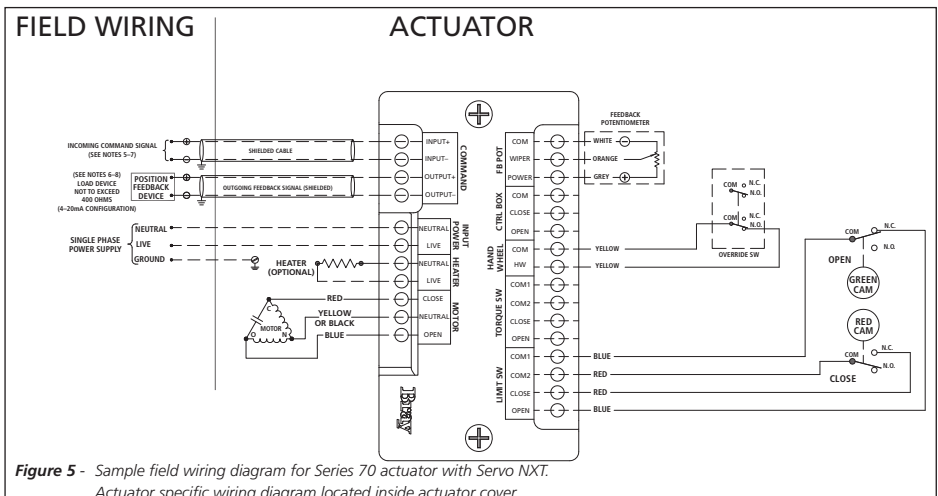 FIELD WIRING
ACTUATOR
INCOMING COMMAND SIGNAL
(SEE NOTES 5–7)
SHIELDED CABLE
(SEE NOTES 6–8)
LOAD DEVICE
NOT TO EXCEED
400 OHMS
(4–20mA CONFIGURATION)
POSITION
FEEDBACK
DEVICE
OUTGOING FEEDBACK SIGNAL (SHIELDED)
SINGLE PHASE
POWER SUPPLY
NEUTRAL
LIVE
GROUND
HEATER
(OPTIONAL)
RED
YELLOW
OR BLACK
BLUE
C
MOTOR
O
N
INPUT+
INPUT–
OUTPUT+
OUTPUT–
COMMAND
NEUTRAL
LIVE
INPUT
POWER
NEUTRAL
LIVE
HEATER
CLOSE
NEUTRAL
OPEN
MOTOR
Bray
FB POT
COM
WIPER
POWER
CTRL BOX
COM
CLOSE
OPEN
HAND
WHEEL
COM
HW
TORQUE SW
COM1
COM2
CLOSE
OPEN
LIMIT SW
COM1
COM2
CLOSE
OPEN
FEEDBACK
POTENTIOMETER
WHITE
ORANGE
GREY
YELLOW
YELLOW
COM
N.C.
N.O.
COM
N.C.
N.O.
OVERRIDE SW
BLUE
RED
RED
BLUE
COM
N.C.
N.O.
OPEN
GREEN
CAM
RED
CAM
COM
N.C.
N.O.
CLOSE
Figure 5 - Sample field wiring diagram for Series 70 actuator with Servo NXT.
Actuator specific wiring diagram located inside actuator cover